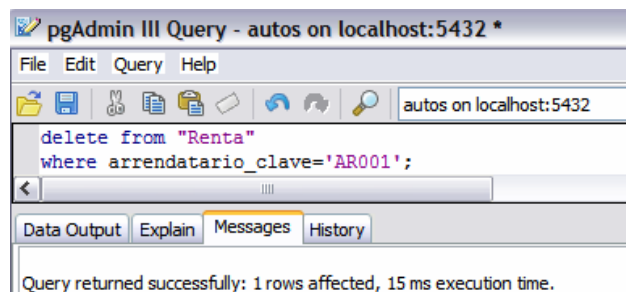 pgAdmin III Query - autos on localhost:5432 *
File Edit Query Help
autos on localhost:5432
delete from "Renta"
where arrendatario_clave='AR001';
Data Output Explain Messages History
Query returned successfully: 1 rows affected, 15 ms execution time.